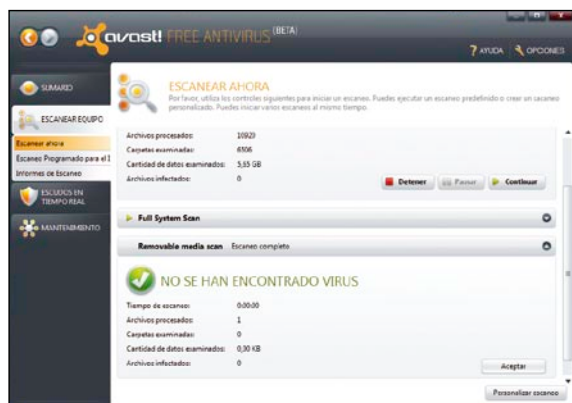 avast! FREE ANTIVIRUS (BETA)
? AYUDA
OPCIONES
SUMARIO
ESCANEAR EQUIPO
Escanear ahora
Escaneo Programado para el I
Informes de Escaneo
ESCUDOS EN
TIEMPO REAL
MANTENIMIENTO
ESCANEAR AHORA
Por favor, utiliza los controles siguientes para iniciar un escaneo. Puedes ejecutar un escaneo predefinido o crear un escaneo
personalizado. Puedes iniciar varios escaneos al mismo tiempo.
Archivos procesados: 10929
Carpetas examinadas: 6506
Cantidad de datos examinados: 5,55 GB
Archivos infectados: 0
Detener
Pausar
Continuar
Full System Scan
Removable media scan Escaneo completo
NO SE HAN ENCONTRADO VIRUS
Tiempo de escaneo: 0:00:00
Archivos procesados: 1
Carpetas examinadas: 0
Cantidad de datos examinados: 0,30 KB
Archivos infectados: 0
Aceptar
Personalizar escaneo